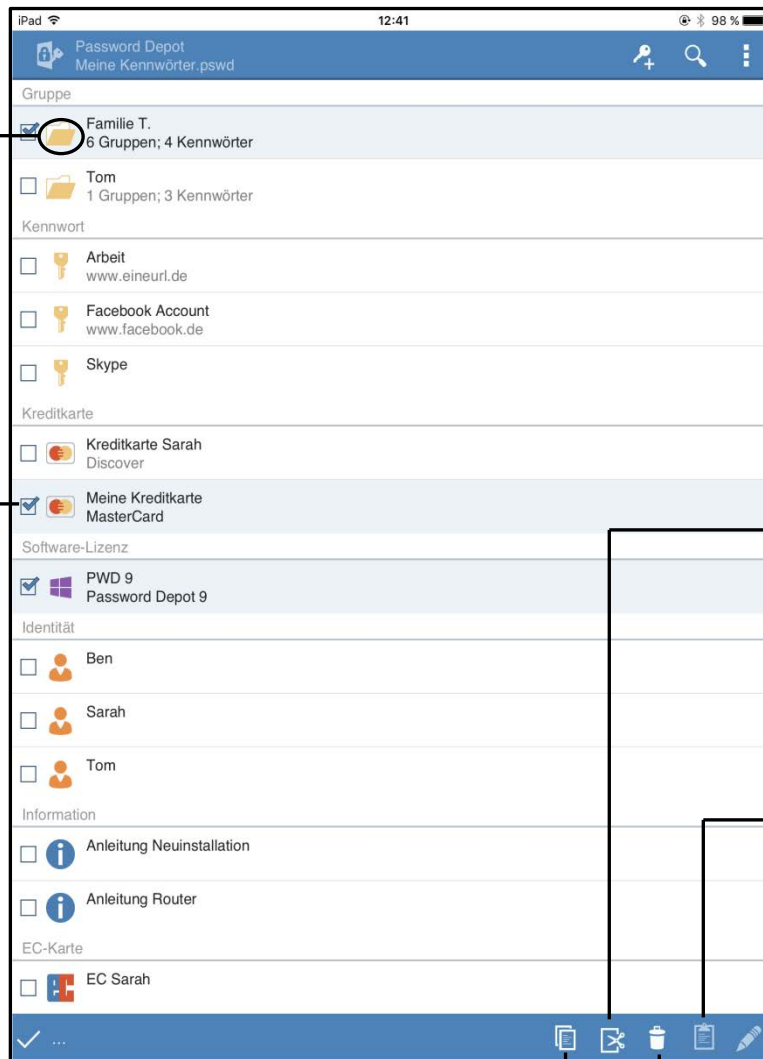 iPad 12:41 98 %
Password Depot
Meine Kennwörter.pswd
Gruppe
Familie T.
6 Gruppen; 4 Kennwörter
Tom
1 Gruppen; 3 Kennwörter
Kennwort
Arbeit
www.eineurl.de
Facebook Account
www.facebook.de
Skype
Kreditkarte
Kreditkarte Sarah
Discover
Meine Kreditkarte
MasterCard
Software-Lizenz
PWD 9
Password Depot 9
Identität
Ben
Sarah
Tom
Information
Anleitung Neuinstallation
Anleitung Router
EC-Karte
EC Sarah
...